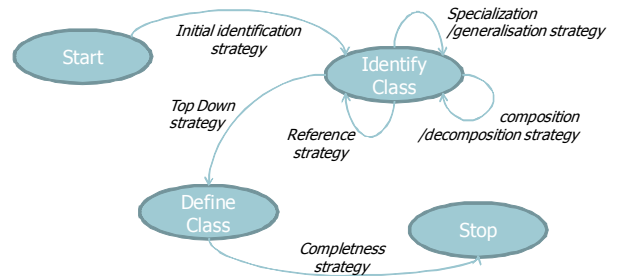 Start
Initial identification
strategy
Specialization
/generalisation strategy
Identify
Class
composition
/decomposition strategy
Top Down
strategy
Reference
strategy
Define
Class
Stop
Completness
strategy